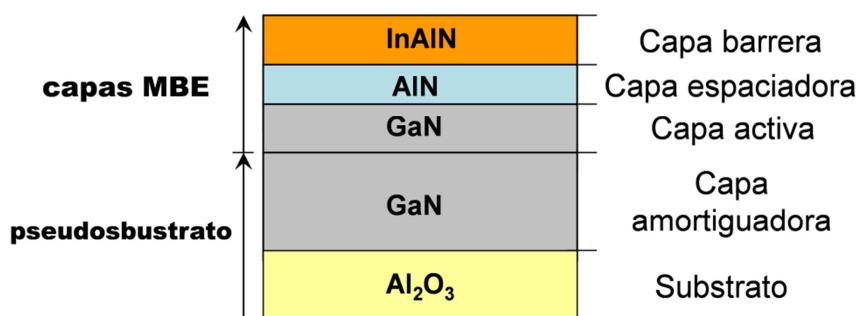 InAlN
Capa barrera
capas MBE
AlN
Capa espaciadora
GaN
Capa activa
GaN
Capa
amortiguadora
pseudosbustrato
Al₂O₃
Substrato